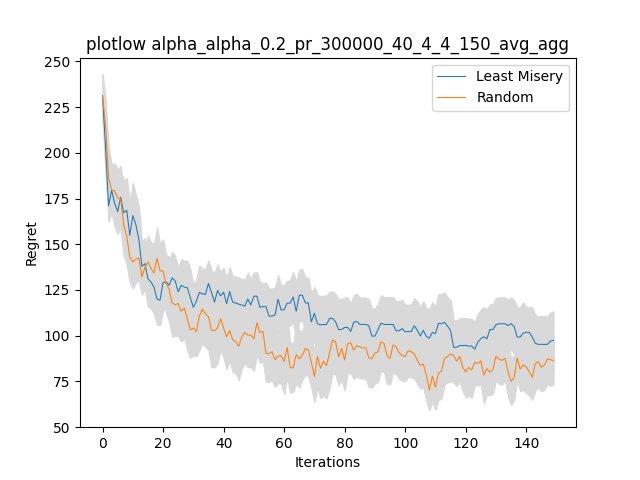 plotlow alpha_alpha_0.2_pr_300000_40_4_4_150_avg_agg
250
225
200
175
150
125
100
75
50
Regret
Least Misery
Random
0 20 40 60 80 100 120 140
Iterations